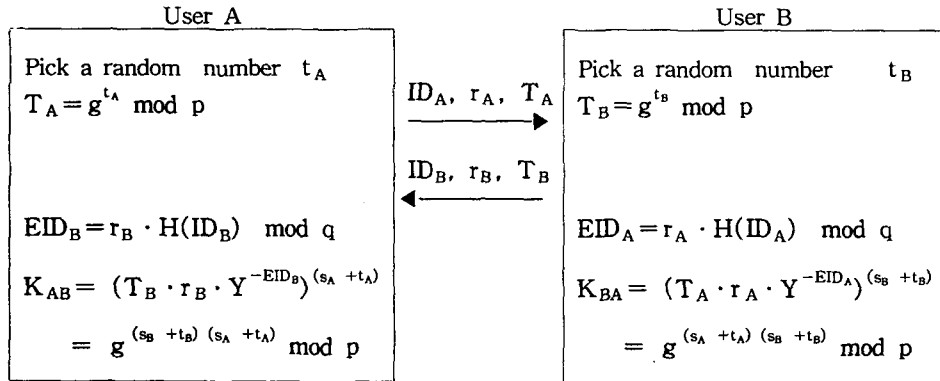 User A
Pick a random number t_A
T_A = g^{t_A} mod p
EID_B = r_B · H(ID_B) mod q
K_AB = (T_B · r_B · Y^{-EID_B})^{(s_A + t_A)}
= g^{(s_B + t_B) (s_A + t_A)} mod p
ID_A, r_A, T_A
ID_B, r_B, T_B
User B
Pick a random number t_B
T_B = g^{t_B} mod p
EID_A = r_A · H(ID_A) mod q
K_BA = (T_A · r_A · Y^{-EID_A})^{(s_B + t_B)}
= g^{(s_A + t_A) (s_B + t_B)} mod p